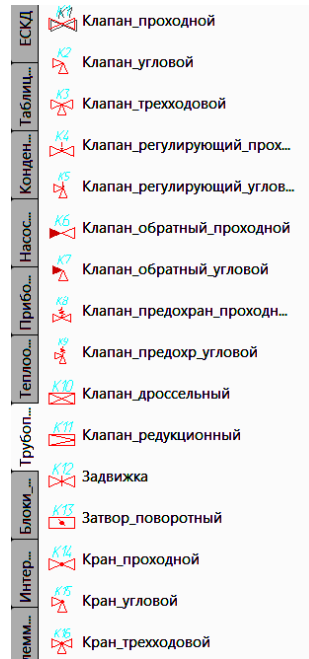 ЕСКД
Таблиц...
Конден...
Насос...
Прибо...
Теплоо...
Трубоп...
Блоки_...
Интер...
лемм...
К1 Клапан_проходной
К2 Клапан_угловой
К3 Клапан_трехходовой
К4 Клапан_регулирующий_прох...
К5 Клапан_регулирующий_углов...
К6 Клапан_обратный_проходной
К7 Клапан_обратный_угловой
К8 Клапан_предохран_проходн...
К9 Клапан_предохр_угловой
К10 Клапан_дроссельный
К11 Клапан_редукционный
К12 Задвижка
К13 Затвор_поворотный
К14 Кран_проходной
К15 Кран_угловой
К16 Кран_трехходовой